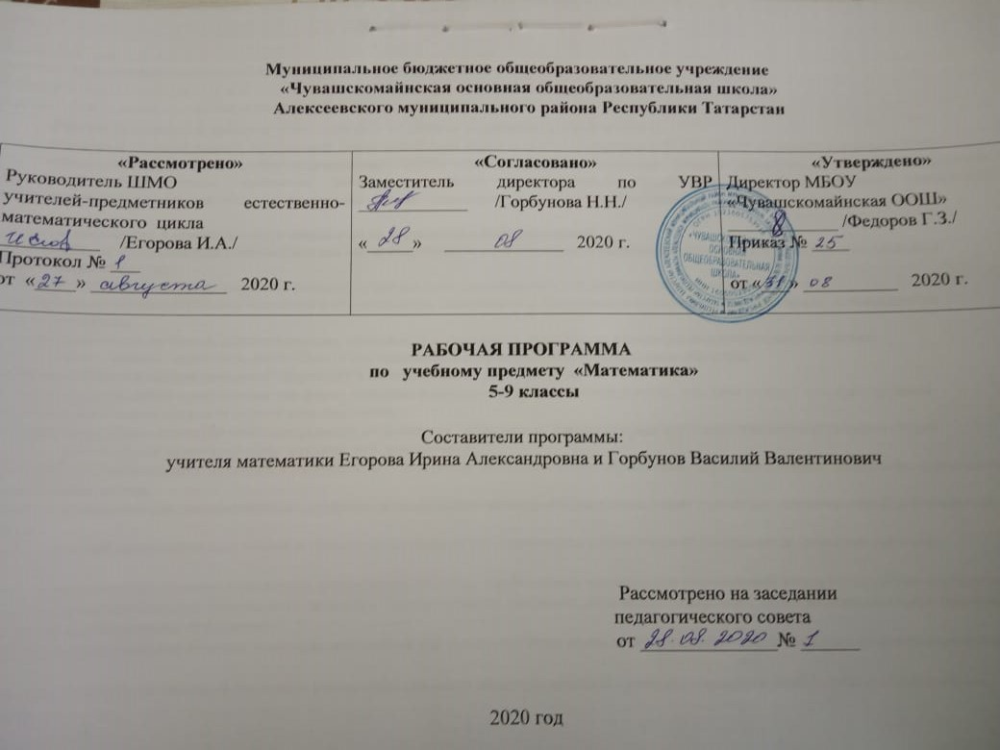 Муниципальное бюджетное общеобразовательное учреждение
«Чувашскомайнская основная общеобразовательная школа»
Алексеевского муниципального района Республики Татарстан
«Рассмотрено»
Руководитель ШМО
учителей-предметников естественно-
математического цикла
/Егорова И.А./
Протокол № 1
от «27» августа 2020 г.
«Согласовано»
Заместитель директора по УВР
/Горбунова Н.Н./
«28» 08 2020 г.
«Утверждено»
Директор МБОУ
«Чувашскомайнская ООШ»
/Федоров Г.З./
Приказ № 25
от «31» 08 2020 г.
ОСНОВНАЯ
ОБЩЕОБРАЗОВАТЕЛЬНАЯ
ШКОЛА»
РАБОЧАЯ ПРОГРАММА
по учебному предмету «Математика»
5-9 классы
Составители программы:
учителя математики Егорова Ирина Александровна и Горбунов Василий Валентинович
Рассмотрено на заседании
педагогического совета
от 28.08.2020 № 1
2020 год